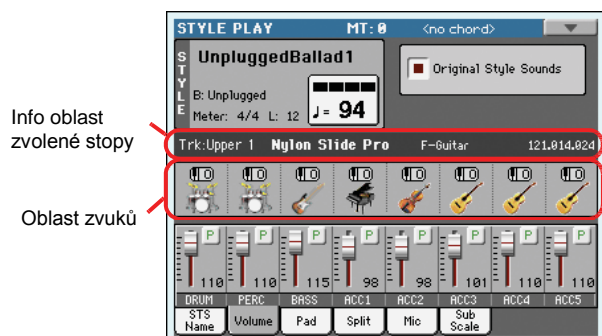 STYLE PLAY MT:0 <no chord>
STYLE
UnpluggedBallad1
B: Unplugged
Meter: 4/4 L: 12
♩= 94
Original Style Sounds
Info oblast
zvolené stopy
Trk:Upper 1 Nylon Slide Pro F-Guitar 121.014.024
Oblast zvuků
P P P P P P P P
110 110 115 98 98 101 110 110
DRUM PERC BASS ACC1 ACC2 ACC3 ACC4 ACC5
STS Name Volume Pad Split Mic Sub Scale